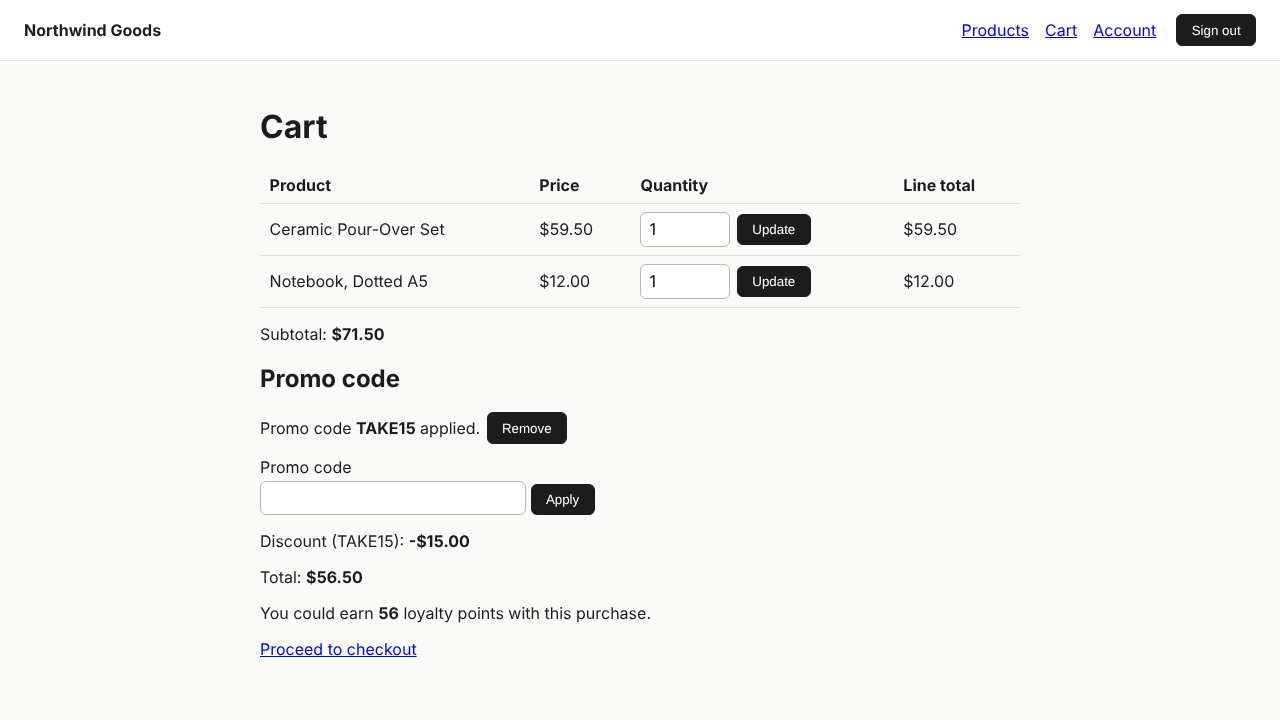 Northwind Goods Products Cart Account Sign out
Cart
Product Price Quantity Line total
Ceramic Pour-Over Set $59.50 1 Update $59.50
Notebook, Dotted A5 $12.00 1 Update $12.00
Subtotal: $71.50
Promo code
Promo code TAKE15 applied. Remove
Promo code
Apply
Discount (TAKE15): -$15.00
Total: $56.50
You could earn 56 loyalty points with this purchase.
Proceed to checkout